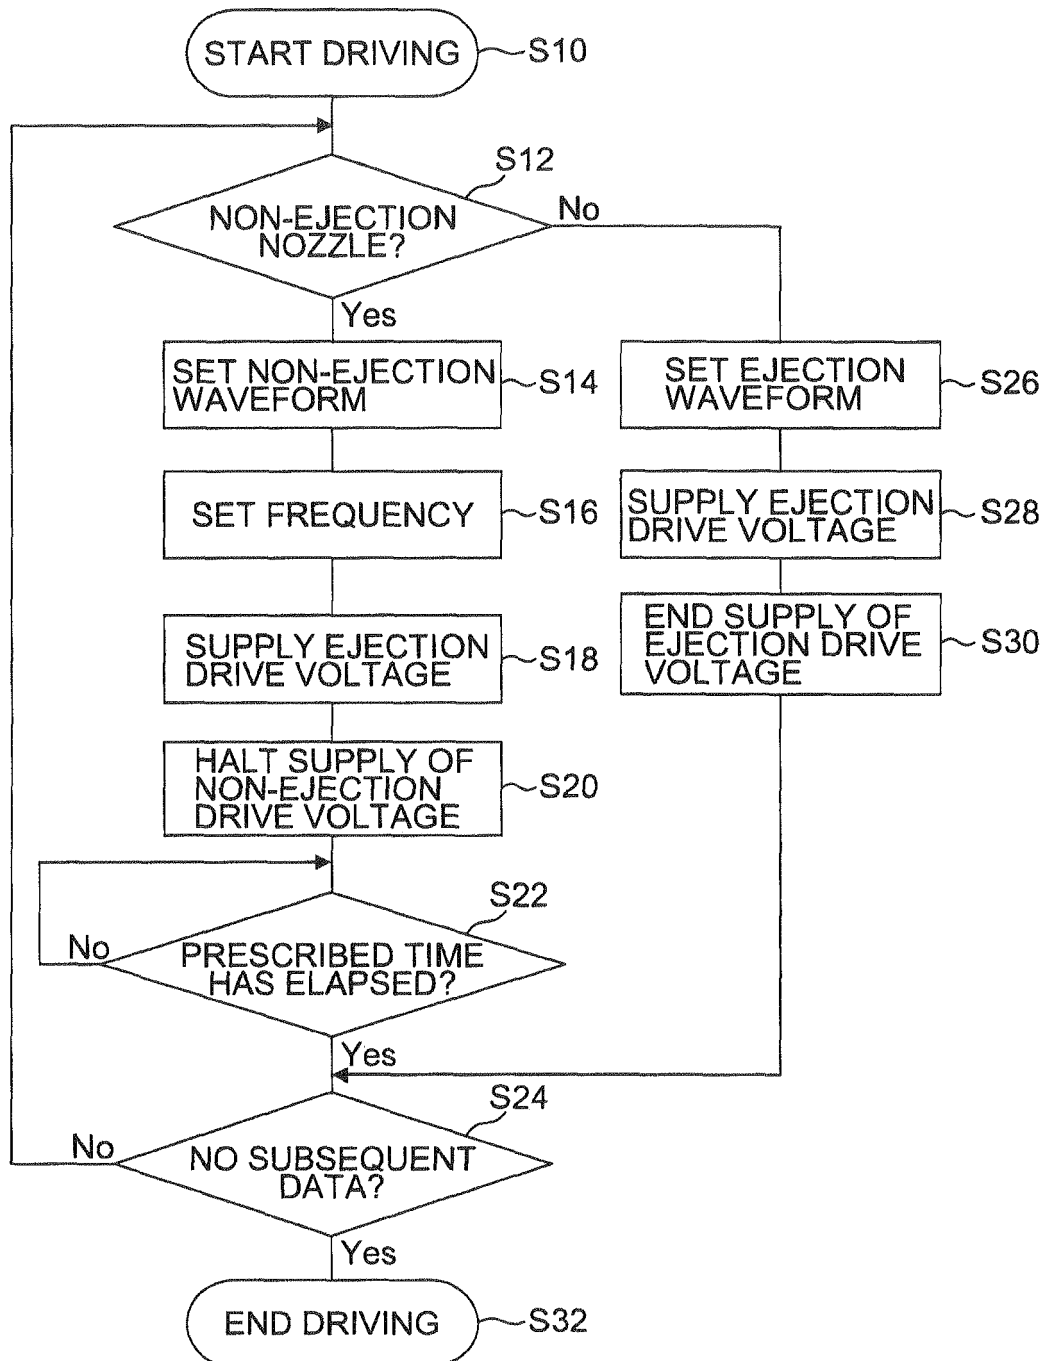 START DRIVING
S10
S12
NON-EJECTION
NOZZLE?
No
Yes
SET NON-EJECTION
WAVEFORM
S14
SET EJECTION
WAVEFORM
S26
SET FREQUENCY
S16
SUPPLY EJECTION
DRIVE VOLTAGE
S28
SUPPLY EJECTION
DRIVE VOLTAGE
S18
END SUPPLY OF
EJECTION DRIVE
VOLTAGE
S30
HALT SUPPLY OF
NON-EJECTION
DRIVE VOLTAGE
S20
S22
No
PRESCRIBED TIME
HAS ELAPSED?
Yes
S24
No
NO SUBSEQUENT
DATA?
Yes
END DRIVING
S32